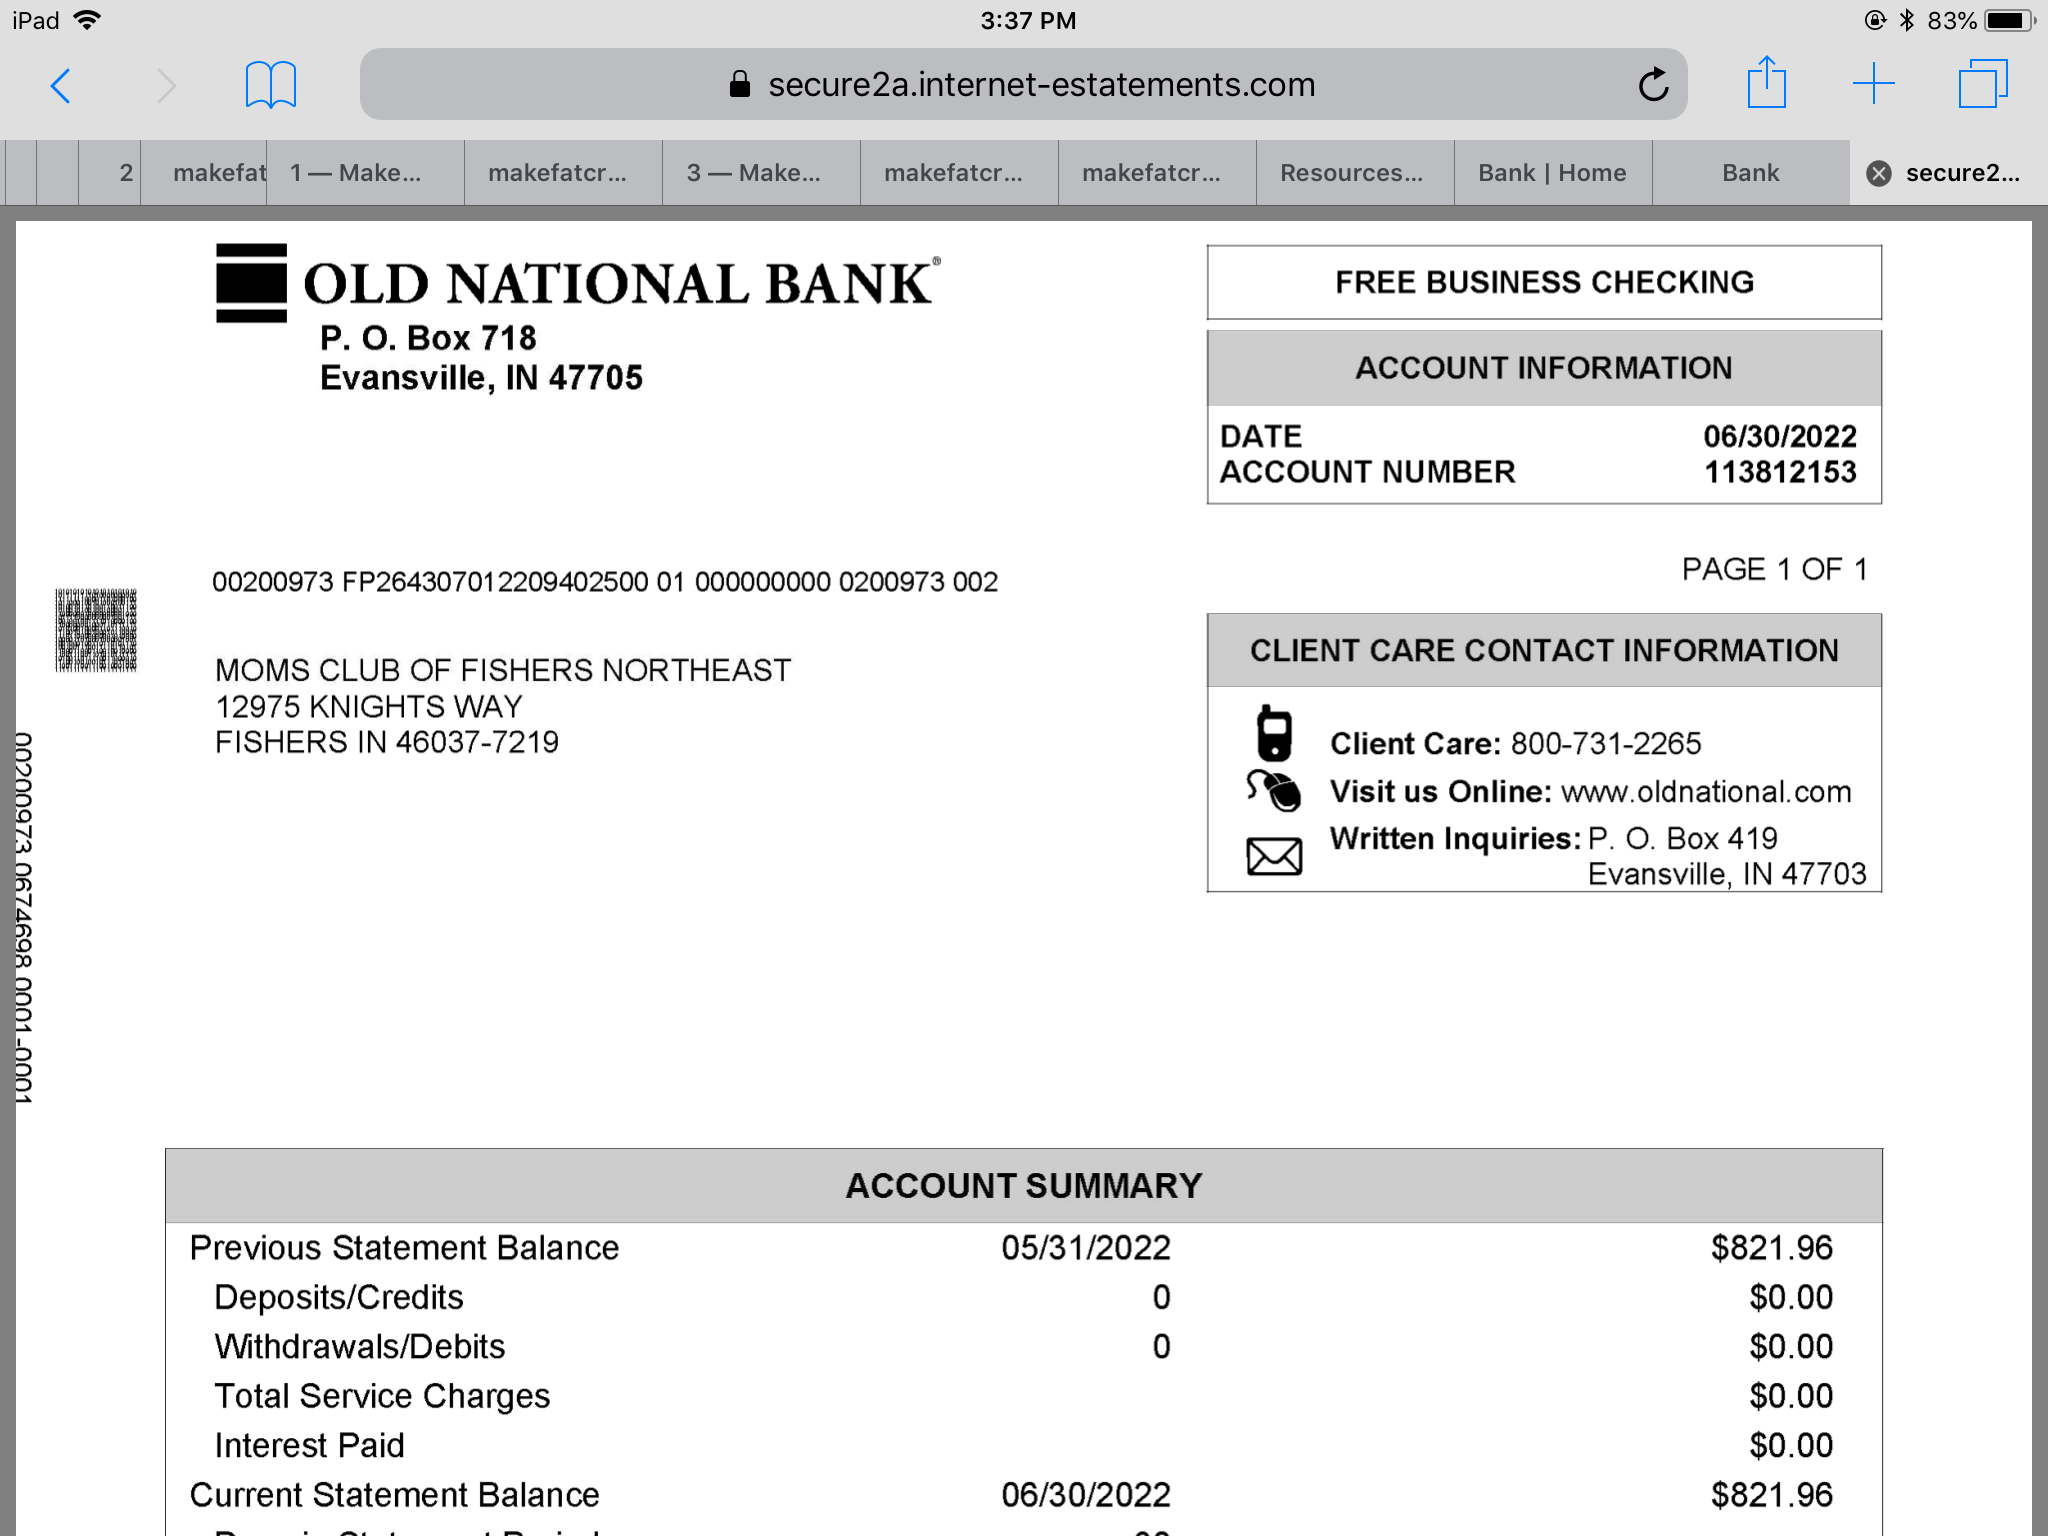 iPad 3:37 PM 83%
secure2a.internet-estatements.com
2 makefat 1 — Make... makefatcr... 3 — Make... makefatcr... makefatcr... Resources... Bank | Home Bank secure2...
OLD NATIONAL BANK®
P. O. Box 718
Evansville, IN 47705
FREE BUSINESS CHECKING
ACCOUNT INFORMATION
DATE 06/30/2022
ACCOUNT NUMBER 113812153
PAGE 1 OF 1
00200973 FP264307012209402500 01 000000000 0200973 002
MOMS CLUB OF FISHERS NORTHEAST
12975 KNIGHTS WAY
FISHERS IN 46037-7219
CLIENT CARE CONTACT INFORMATION
Client Care: 800-731-2265
Visit us Online: www.oldnational.com
Written Inquiries: P. O. Box 419
Evansville, IN 47703
00200973 0674698 0001-0001
ACCOUNT SUMMARY
Previous Statement Balance 05/31/2022 $821.96
Deposits/Credits 0 $0.00
Withdrawals/Debits 0 $0.00
Total Service Charges $0.00
Interest Paid $0.00
Current Statement Balance 06/30/2022 $821.96